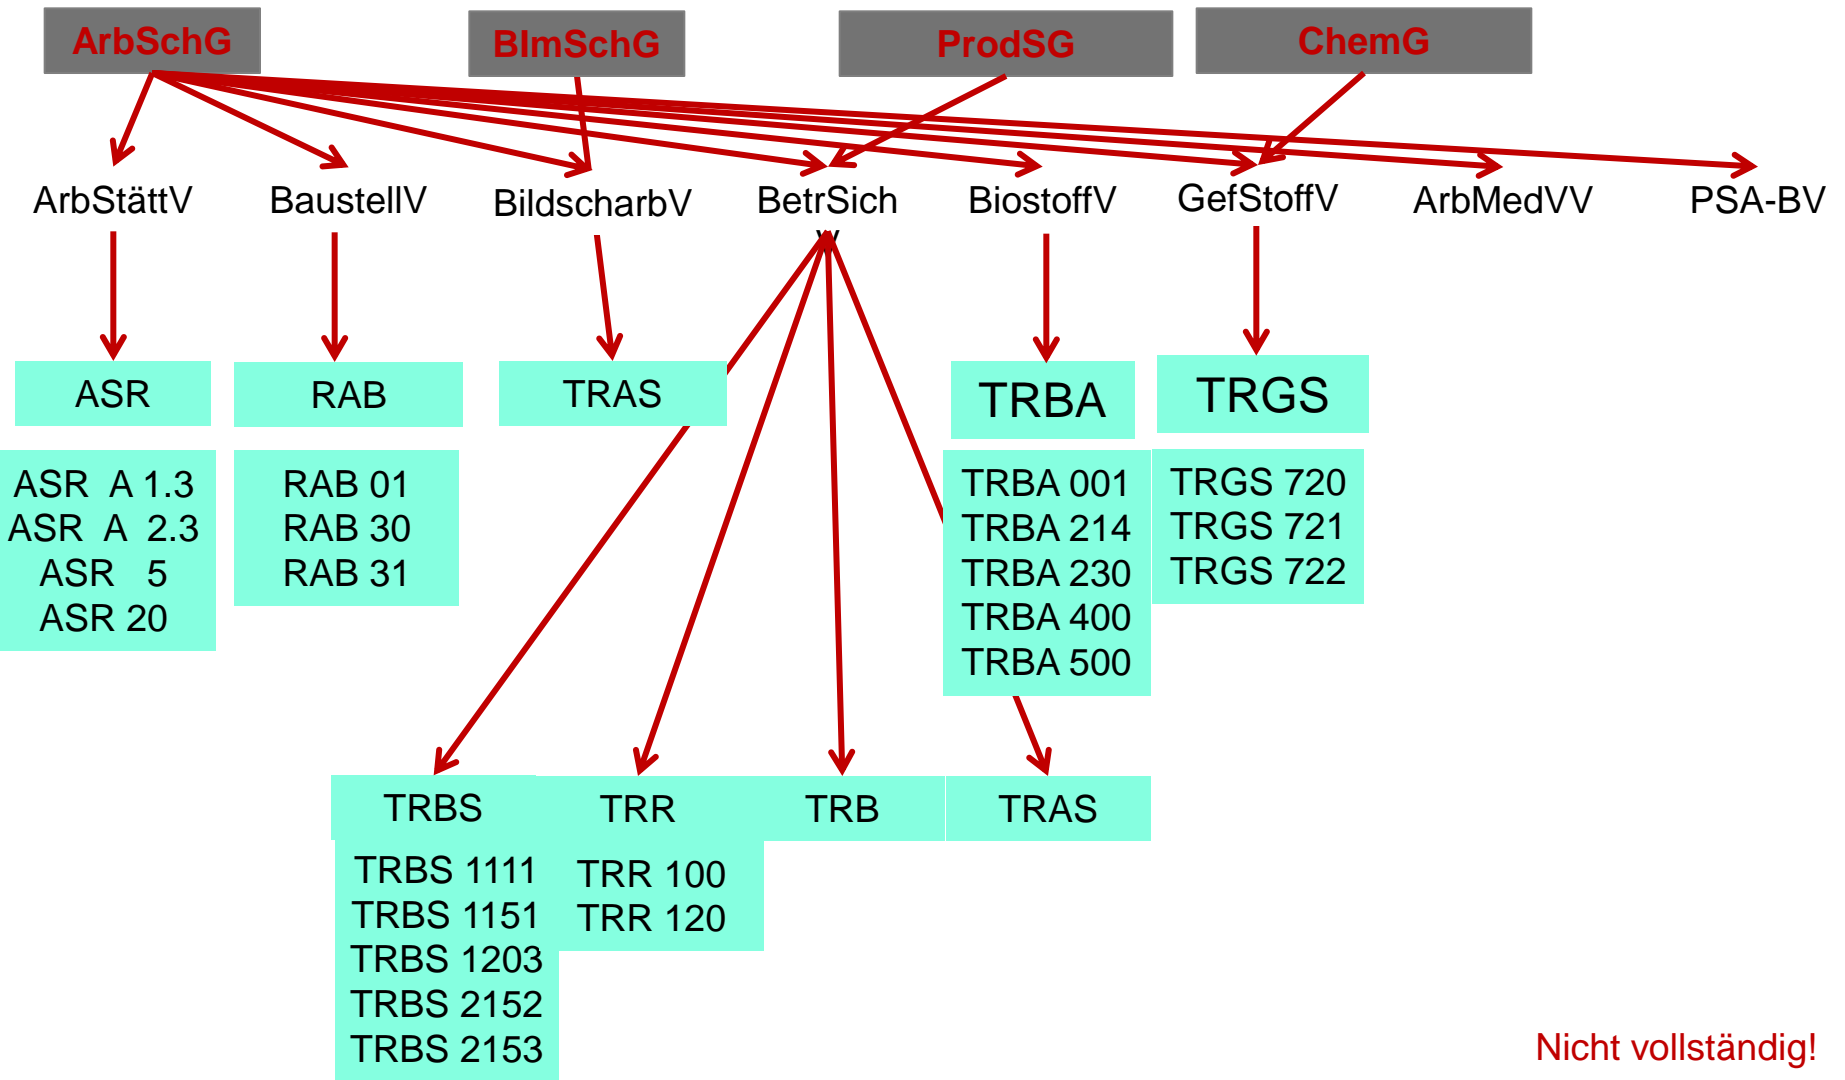 ArbSchG
BImSchG
ProdSG
ChemG
ArbStättV
BaustellV
BildscharbV
BetrSich
V
BiostoffV
GefStoffV
ArbMedVV
PSA-BV
ASR
RAB
TRAS
TRBA
TRGS
ASR A 1.3
ASR A 2.3
ASR 5
ASR 20
RAB 01
RAB 30
RAB 31
TRBA 001
TRBA 214
TRBA 230
TRBA 400
TRBA 500
TRGS 720
TRGS 721
TRGS 722
TRBS
TRR
TRB
TRAS
TRBS 1111
TRBS 1151
TRBS 1203
TRBS 2152
TRBS 2153
TRR 100
TRR 120
Nicht vollständig!